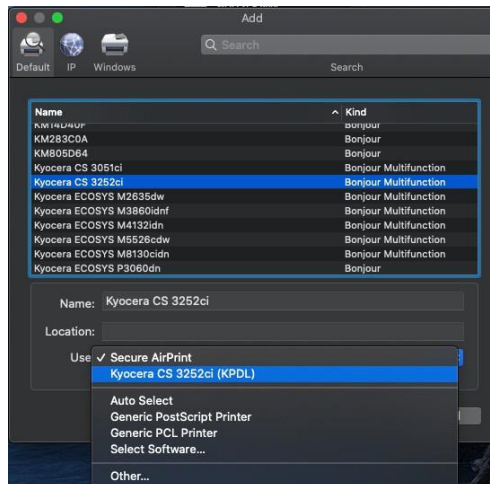 Add
Search
Default IP Windows Search
Name Kind
KM14D40F Bonjour
KM283C0A Bonjour
KM805D64 Bonjour
Kyocera CS 3051ci Bonjour Multifunction
Kyocera CS 3252ci Bonjour Multifunction
Kyocera ECOSYS M2635dw Bonjour Multifunction
Kyocera ECOSYS M3860idnf Bonjour Multifunction
Kyocera ECOSYS M4132idn Bonjour Multifunction
Kyocera ECOSYS M5526cdw Bonjour Multifunction
Kyocera ECOSYS M8130cidn Bonjour Multifunction
Kyocera ECOSYS P3060dn Bonjour
Name: Kyocera CS 3252ci
Location:
Use ✓ Secure AirPrint
Kyocera CS 3252ci (KPDL)
Auto Select
Generic PostScript Printer
Generic PCL Printer
Select Software...
Other...